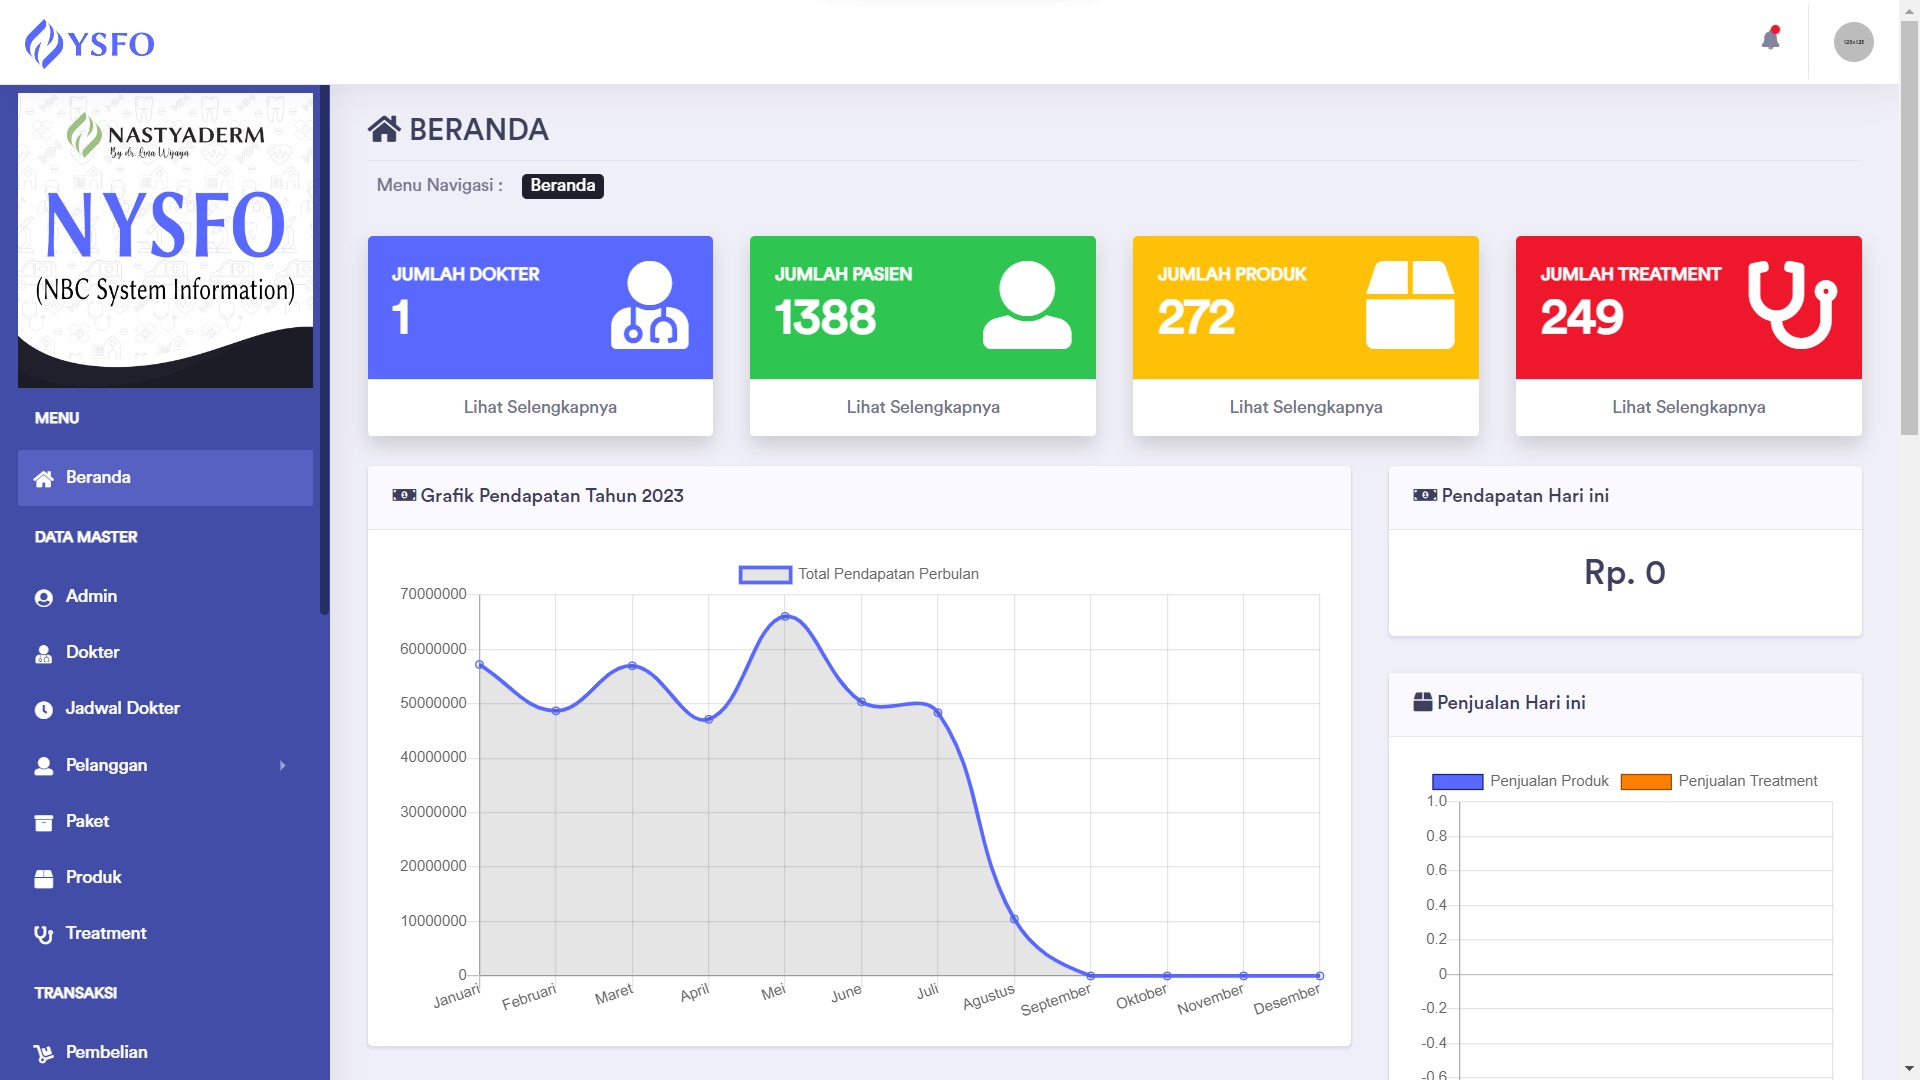 YSFO
128x128
NASTYADERM
By dr. Lina Wijaya
NYSFO
(NBC System Information)
MENU
Beranda
DATA MASTER
Admin
Dokter
Jadwal Dokter
Pelanggan
Paket
Produk
Treatment
TRANSAKSI
Pembelian
BERANDA
Menu Navigasi : Beranda
JUMLAH DOKTER
1
Lihat Selengkapnya
JUMLAH PASIEN
1388
Lihat Selengkapnya
JUMLAH PRODUK
272
Lihat Selengkapnya
JUMLAH TREATMENT
249
Lihat Selengkapnya
Grafik Pendapatan Tahun 2023
Total Pendapatan Perbulan
70000000
60000000
50000000
40000000
30000000
20000000
10000000
0
Januari Februari Maret April Mei June Juli Agustus September Oktober November Desember
Pendapatan Hari ini
Rp. 0
Penjualan Hari ini
Penjualan Produk Penjualan Treatment
1.0
0.8
0.6
0.4
0.2
0
-0.2
-0.4
-0.6